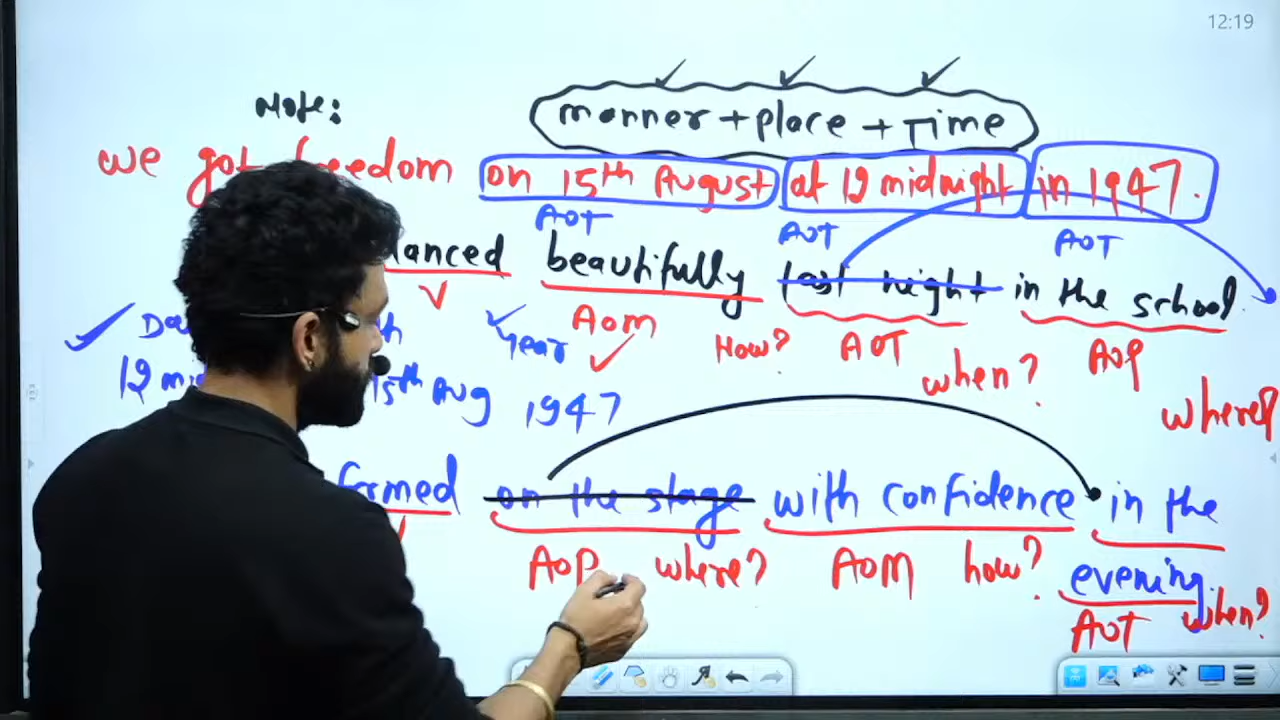 12:19
Note:
manner + place + Time
we got freedom on 15th August at 12 midnight in 1947.
AOT AOT AOT
danced beautifully last night in the school.
V AOM How? AOT when? AOP where?
Year
12 15th Aug 1947
formed on the stage with confidence in the
evening.
AOP where? AOM how?
AOT when?